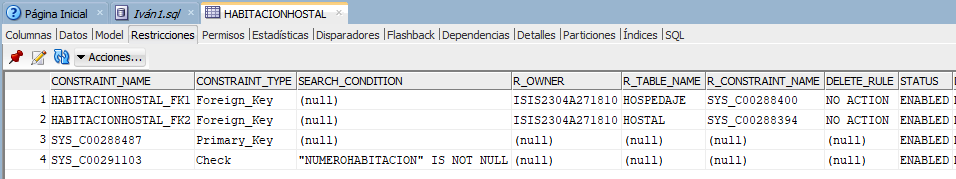 Página Inicial Iván1.sql HABITACIONHOSTAL
Columnas Datos Model Restricciones Permisos Estadísticas Disparadores Flashback Dependencias Detalles Particiones Índices SQL
Acciones...
CONSTRAINT_NAME CONSTRAINT_TYPE SEARCH_CONDITION R_OWNER R_TABLE_NAME R_CONSTRAINT_NAME DELETE_RULE STATUS
1 HABITACIONHOSTAL_FK1 Foreign_Key (null) ISIS2304A271810 HOSPEDAJE SYS_C00288400 NO ACTION ENABLED
2 HABITACIONHOSTAL_FK2 Foreign_Key (null) ISIS2304A271810 HOSTAL SYS_C00288394 NO ACTION ENABLED
3 SYS_C00288487 Primary_Key (null) (null) (null) (null) (null) ENABLED
4 SYS_C00291103 Check "NUMEROHABITACION" IS NOT NULL (null) (null) (null) (null) ENABLED